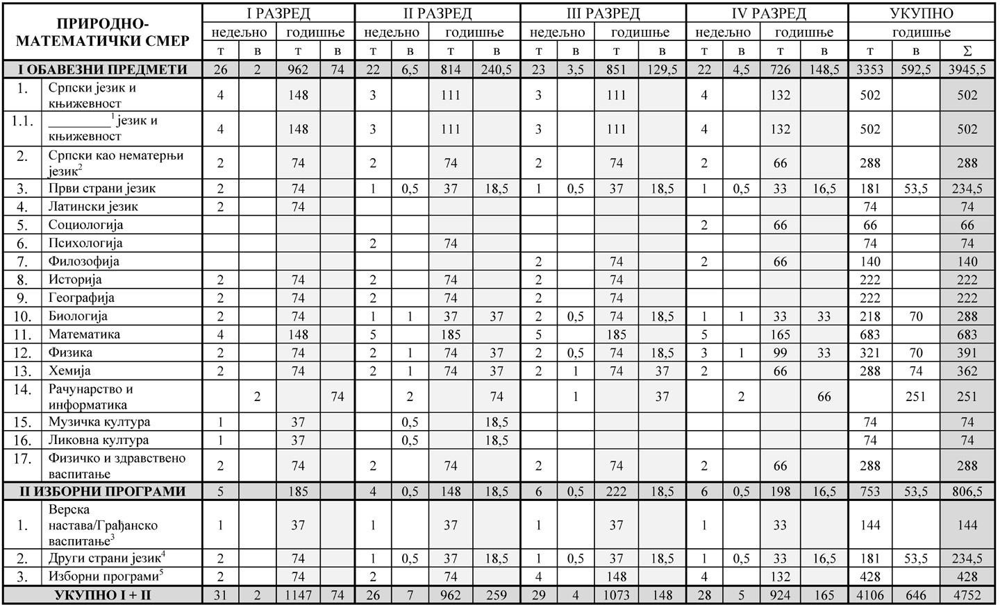 ПРИРОДНО-
МАТЕМАТИЧКИ СМЕР
I РАЗРЕД II РАЗРЕД III РАЗРЕД IV РАЗРЕД УКУПНО
недељно годишње недељно годишње недељно годишње недељно годишње годишње
т в т в т в т в т в т в т в т в т в Σ
I ОБАВЕЗНИ ПРЕДМЕТИ 26 2 962 74 22 6,5 814 240,5 23 3,5 851 129,5 22 4,5 726 148,5 3353 592,5 3945,5
1. Српски језик и
књижевност 4 148 3 111 3 111 4 132 502 502
1.1. __________¹ језик и
књижевност 4 148 3 111 3 111 4 132 502 502
2. Српски као нематерњи
језик² 2 74 2 74 2 74 2 66 288 288
3. Први страни језик 2 74 1 0,5 37 18,5 1 0,5 37 18,5 1 0,5 33 16,5 181 53,5 234,5
4. Латински језик 2 74 74 74
5. Социологија 2 66 66 66
6. Психологија 2 74 74 74
7. Филозофија 2 74 2 66 140 140
8. Историја 2 74 2 74 2 74 222 222
9. Географија 2 74 2 74 2 74 222 222
10. Биологија 2 74 1 1 37 37 2 0,5 74 18,5 1 1 33 33 218 70 288
11. Математика 4 148 5 185 5 185 5 165 683 683
12. Физика 2 74 2 1 74 37 2 0,5 74 18,5 3 1 99 33 321 70 391
13. Хемија 2 74 2 1 74 37 2 1 74 37 2 66 288 74 362
14. Рачунарство и
информатика 2 74 2 74 1 37 2 66 251 251
15. Музичка култура 1 37 0,5 18,5 74 74
16. Ликовна култура 1 37 0,5 18,5 74 74
17. Физичко и здравствено
васпитање 2 74 2 74 2 74 2 66 288 288
II ИЗБОРНИ ПРОГРАМИ 5 185 4 0,5 148 18,5 6 0,5 222 18,5 6 0,5 198 16,5 753 53,5 806,5
1. Верска
настава/Грађанско
васпитање³ 1 37 1 37 1 37 1 33 144 144
2. Други страни језик⁴ 2 74 1 0,5 37 18,5 1 0,5 37 18,5 1 0,5 33 16,5 181 53,5 234,5
3. Изборни програми⁵ 2 74 2 74 4 148 4 132 428 428
УКУПНО I + II 31 2 1147 74 26 7 962 259 29 4 1073 148 28 5 924 165 4106 646 4752